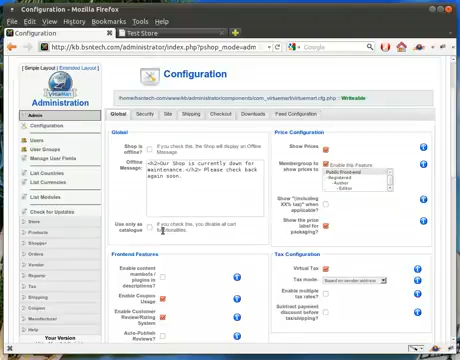 Configuration - Mozilla Firefox
File Edit View History Bookmarks Tools Help
Configuration
Test Store
http://kb.bsntech.com/administrator/index.php?pshop_mode=adm
Google
[ Simple Layout | Extended Layout ]
Virtuemart
Administration
Admin
Configuration
Users
User Groups
Manage User Fields
List Countries
List Currencies
List Modules
Check for Updates
Store
Products
Shopper
Orders
Vendor
Reports
Tax
Shipping
Coupon
Manufacturer
Help
Your Version
Configuration
/home/bsntech-com/www/kb/administrator/components/com_virtuemart/virtuemart.cfg.php : Writeable
Global Security Site Shipping Checkout Downloads Feed Configuration
Global
Shop is offline?
If you check this, the Shop will display an Offline Message
Offline Message:
<h2>Our Shop is currently down for maintenance.</h2> Please check back again soon.
Use only as catalogue
If you check this, you disable all cart functionalities.
Frontend Features
Enable content mambots / plugins in descriptions?
Enable Coupon Usage
Enable Customer Review/Rating System
Auto-Publish Reviews?
Price Configuration
Show Prices
Membergroup to show prices to
Enable this Feature
Public Frontend
- Registered
- Author
- Editor
Show "(including XX% tax)" when applicable?
Show the price label for packaging?
Tax Configuration
Virtual Tax
Tax mode:
Based on vendor address
Enable multiple tax rates?
Subtract payment discount before tax/shipping?